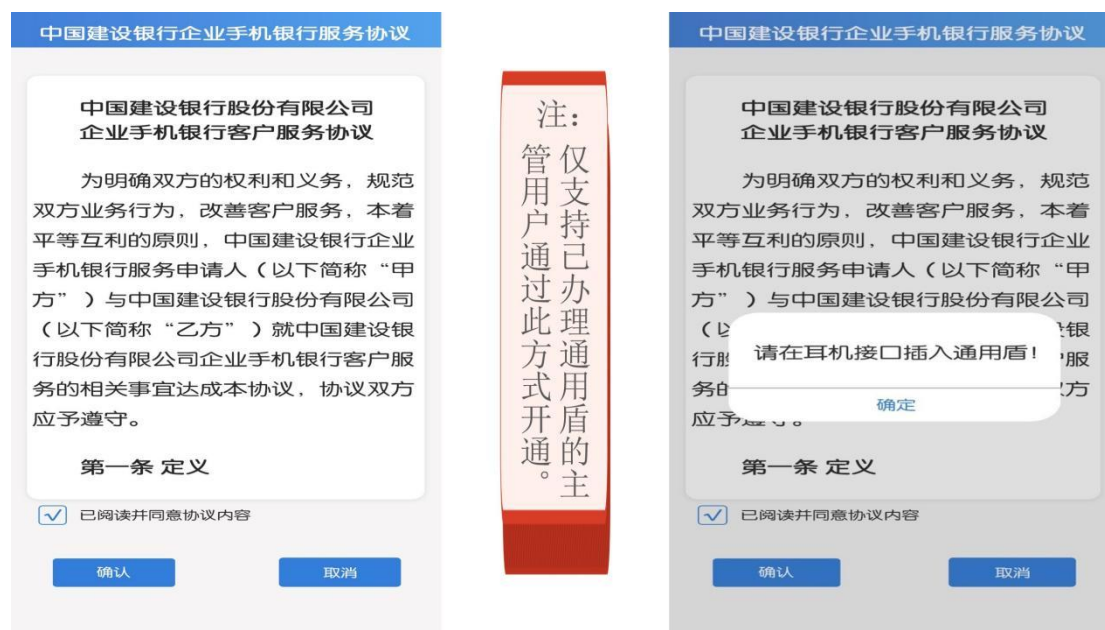 中国建设银行企业手机银行服务协议
中国建设银行股份有限公司
企业手机银行客户服务协议
为明确双方的权利和义务，规范
双方业务行为，改善客户服务，本着
平等互利的原则，中国建设银行企业
手机银行服务申请人（以下简称“甲
方”）与中国建设银行股份有限公司
（以下简称“乙方”）就中国建设银
行股份有限公司企业手机银行客户服
务的相关事宜达成本协议，协议双方
应予遵守。
第一条 定义
已阅读并同意协议内容
确认
取消
注：
仅支持已办理通用盾的主
管用户通过此方式开通。
中国建设银行企业手机银行服务协议
中国建设银行股份有限公司
企业手机银行客户服务协议
为明确双方的权利和义务，规范
双方业务行为，改善客户服务，本着
平等互利的原则，中国建设银行企业
手机银行服务申请人（以下简称“甲
方”）与中国建设银行股份有限公司
（以 银
行 服
务 方
应予遵守。
请在耳机接口插入通用盾！
确定
第一条 定义
已阅读并同意协议内容
确认
取消